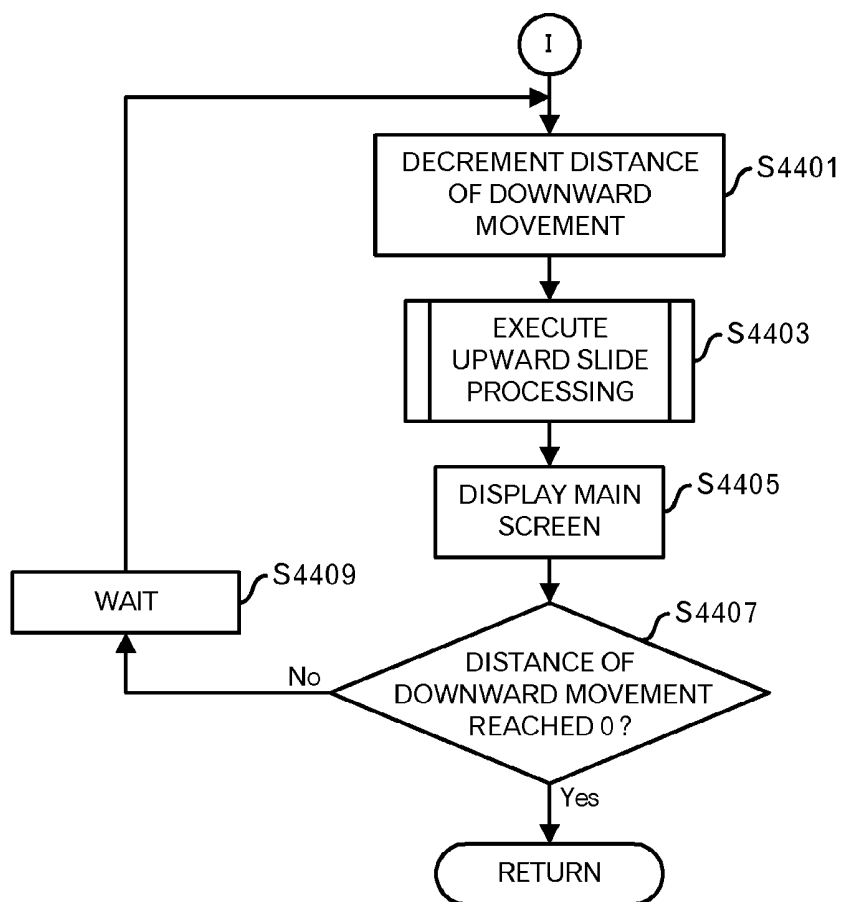 I
DECREMENT DISTANCE
OF DOWNWARD
MOVEMENT
S4401
EXECUTE
UPWARD SLIDE
PROCESSING
S4403
DISPLAY MAIN
SCREEN
S4405
WAIT
S4409
DISTANCE OF
DOWNWARD MOVEMENT
REACHED 0?
S4407
No
Yes
RETURN